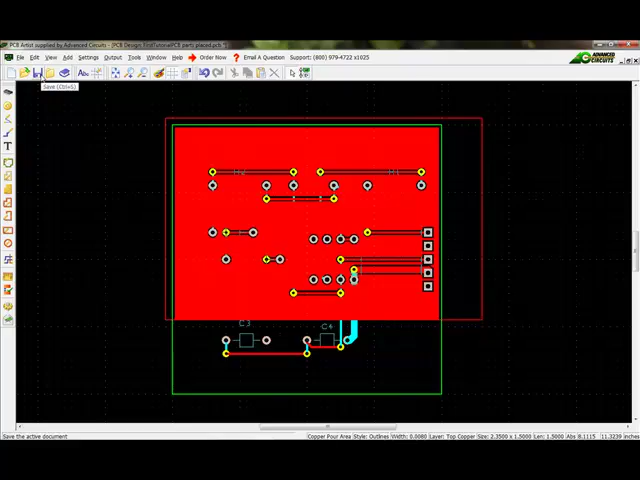 PCB Artist supplied by Advanced Circuits - [PCB Design: FirstTutorialPCB parts placed.pcb *]
File Edit View Add Settings Output Tools Window Help Order Now Email A Question Support: (800) 979-4722 x1025
ADVANCED CIRCUITS
Save (Ctrl+S)
T
C3
C4
Save the active document
Copper Pour Area Style: Outlines Width: 0.0080 Layer: Top Copper Size: 2.3500 x 1.5000 Len: 1.5000 Abs 8.1115 11.3239 inches